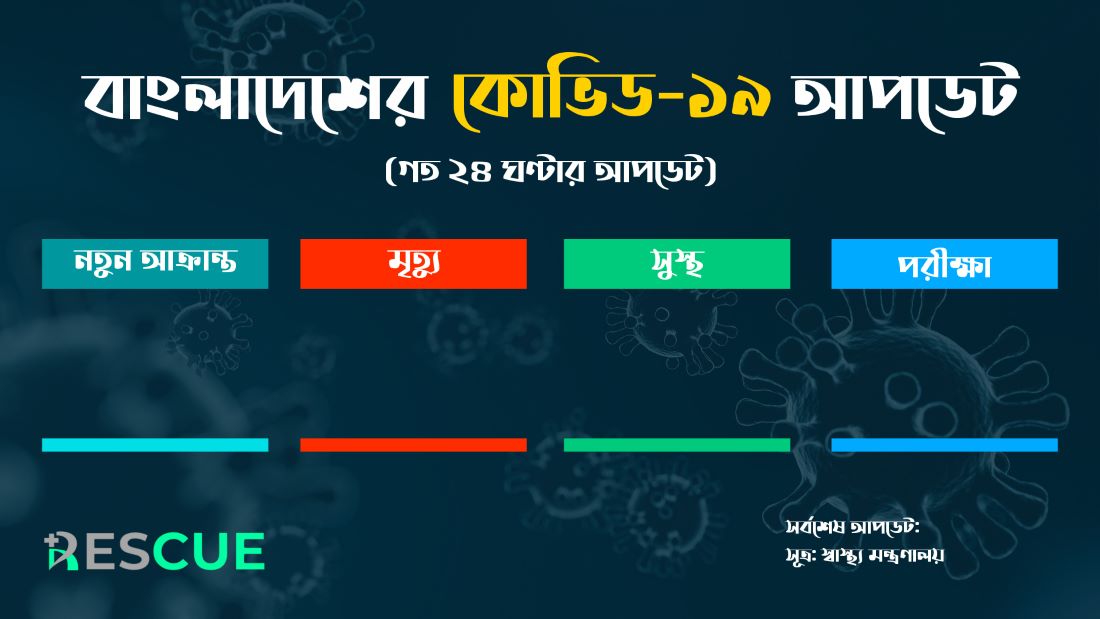 বাংলাদেশের কোভিড-১৯ আপডেট
(গত ২৪ ঘণ্টার আপডেট)
নতুন আক্রান্ত
মৃত্যু
সুস্থ
পরীক্ষা
RESCUE
সর্বশেষ আপডেট:
সূত্র: স্বাস্থ্য মন্ত্রণালয়